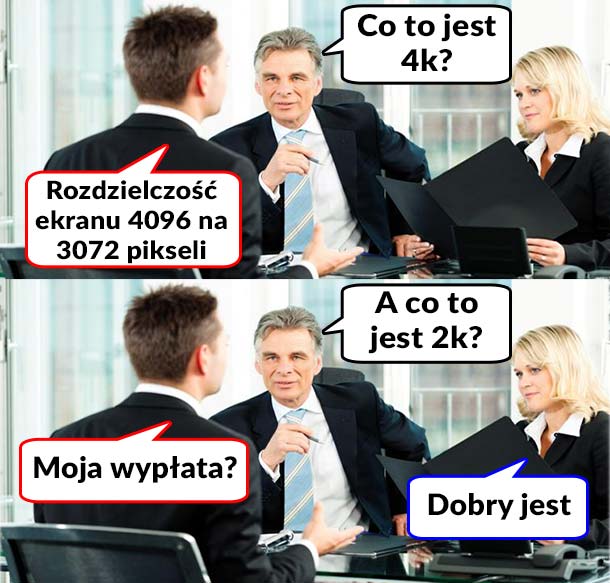 Co to jest
4k?
Rozdzielczość
ekranu 4096 na
3072 pikseli
A co to
jest 2k?
Moja wypłata?
Dobry jest